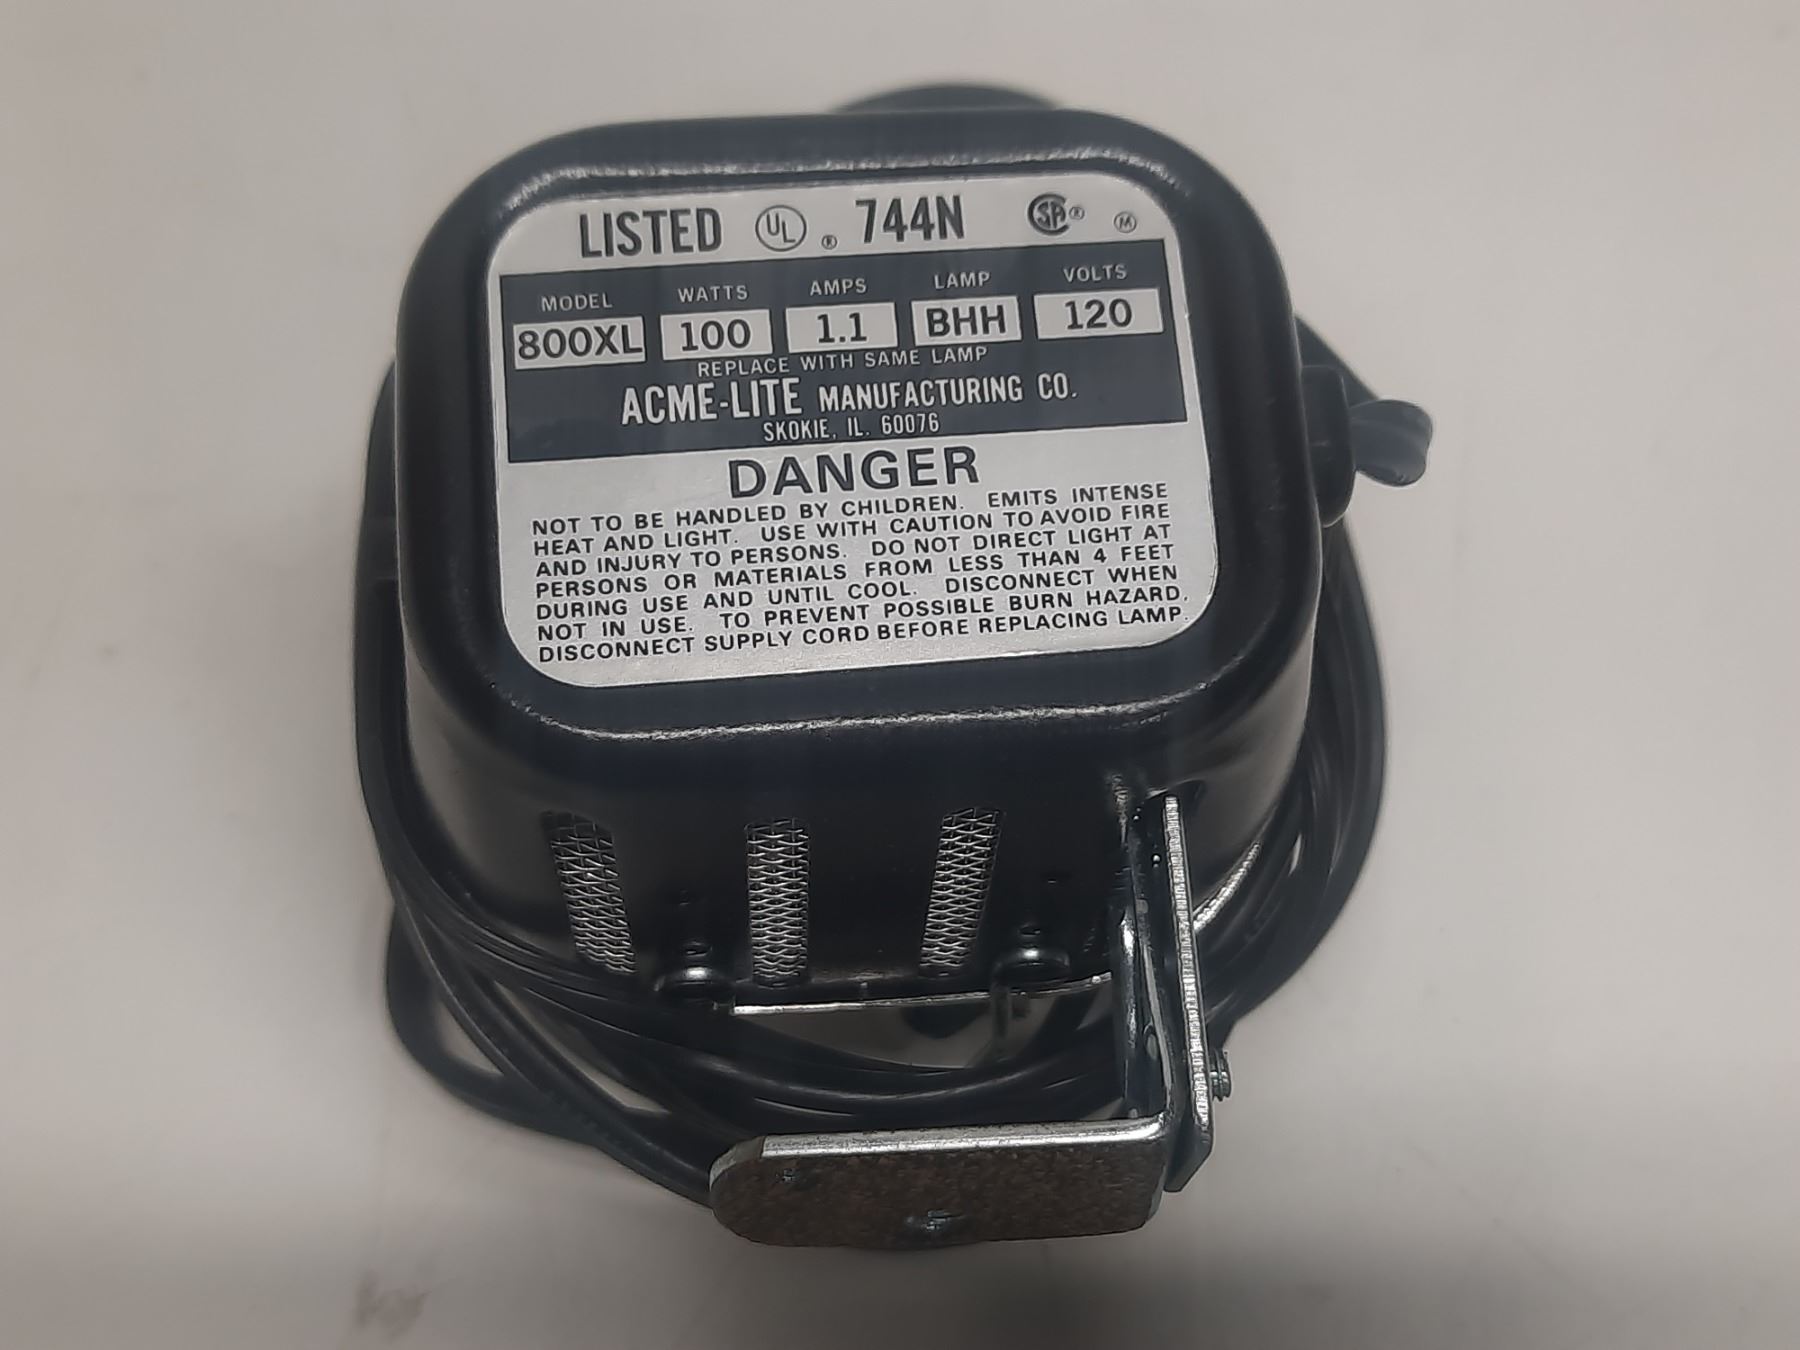 LISTED UL ® 744N SA ® M
MODEL WATTS AMPS LAMP VOLTS
800XL 100 1.1 BHH 120
REPLACE WITH SAME LAMP
ACME-LITE MANUFACTURING CO.
SKOKIE, IL. 60076
DANGER
NOT TO BE HANDLED BY CHILDREN. EMITS INTENSE
HEAT AND LIGHT. USE WITH CAUTION TO AVOID FIRE
AND INJURY TO PERSONS. DO NOT DIRECT LIGHT AT
PERSONS OR MATERIALS FROM LESS THAN 4 FEET
DURING USE AND UNTIL COOL. DISCONNECT WHEN
NOT IN USE. TO PREVENT POSSIBLE BURN HAZARD,
DISCONNECT SUPPLY CORD BEFORE REPLACING LAMP.